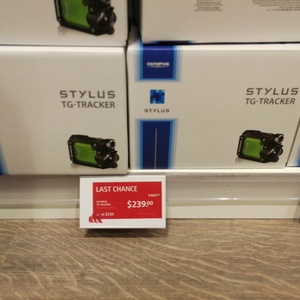 STYLUS
TG-TRACKER
OLYMPUS
STYLUS
STYLUS
TG-TRACKER
LAST CHANCE
$239.00